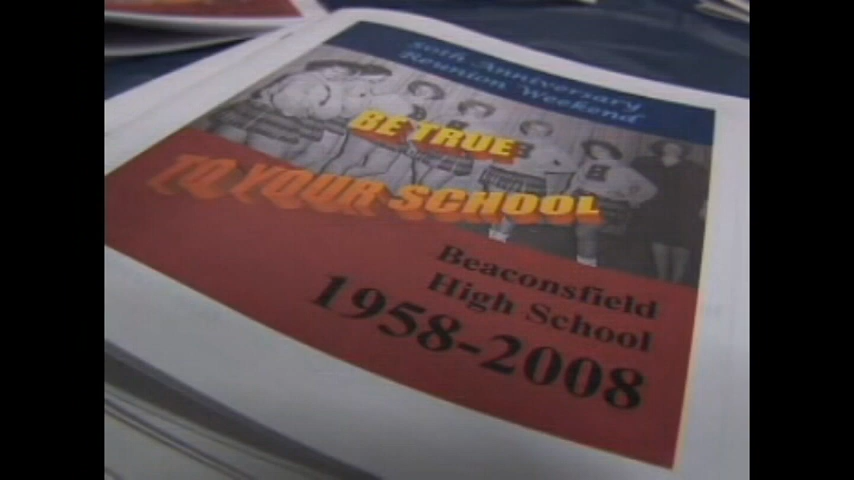 50th Anniversary
Reunion Weekend
BE TRUE
TO YOUR SCHOOL
Beaconsfield
High School
1958-2008